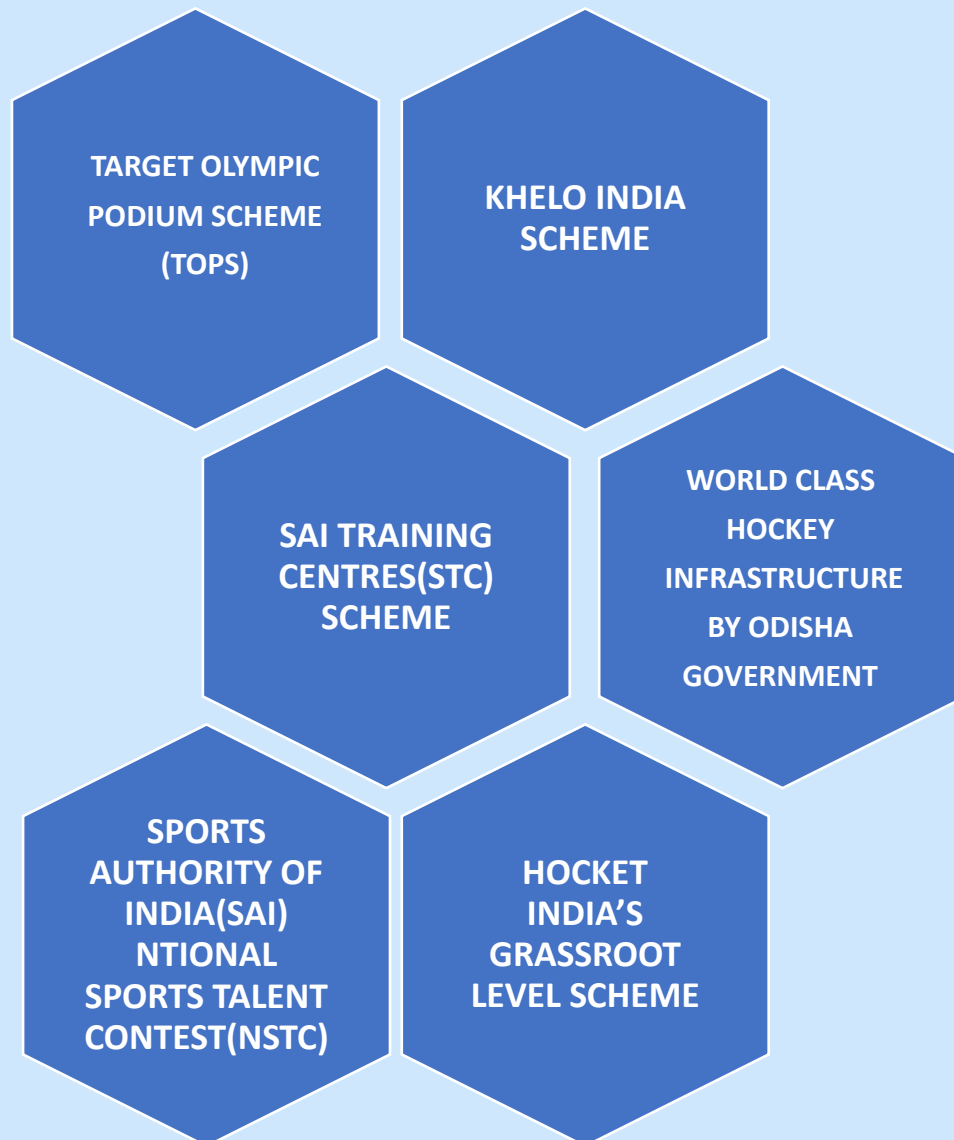 TARGET OLYMPIC
PODIUM SCHEME
(TOPS)
KHELO INDIA
SCHEME
SAI TRAINING
CENTRES(STC)
SCHEME
WORLD CLASS
HOCKEY
INFRASTRUCTURE
BY ODISHA
GOVERNMENT
SPORTS
AUTHORITY OF
INDIA(SAI)
NTIONAL
SPORTS TALENT
CONTEST(NSTC)
HOCKET
INDIA’S
GRASSROOT
LEVEL SCHEME